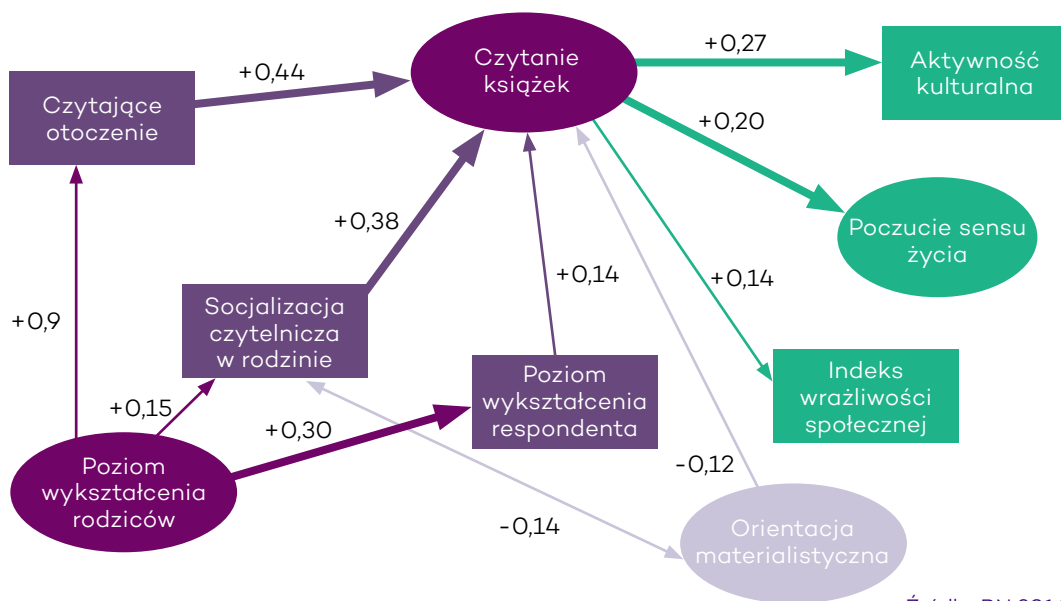 Czytanie
książek
+0,27
Aktywność
kulturalna
+0,44
Czytające
otoczenie
+0,20
Poczucie sensu
życia
+0,38
+0,14
+0,14
+0,9
Socjalizacja
czytelnicza
w rodzinie
Poziom
wykształcenia
respondenta
Indeks
wrażliwości
społecznej
+0,15
+0,30
-0,12
Poziom
wykształcenia
rodziców
-0,14
Orientacja
materialistyczna